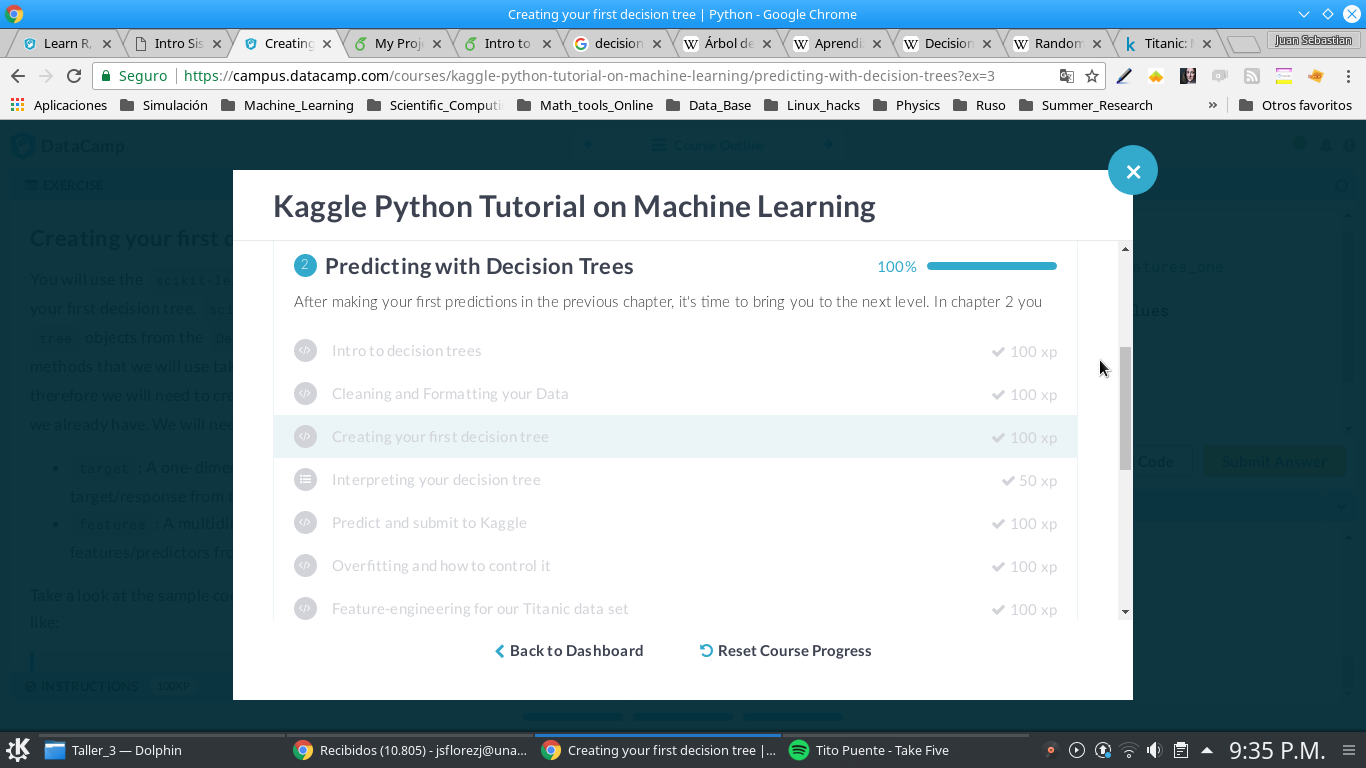 Creating your first decision tree | Python - Google Chrome
Learn R,
Intro Sis
Creating
My Proj
Intro to
decision
Árbol de
Aprendi
Decision
Random
Titanic:
Juan Sebastian
Seguro
https://campus.datacamp.com/courses/kaggle-python-tutorial-on-machine-learning/predicting-with-decision-trees?ex=3
Aplicaciones
Simulación
Machine_Learning
Scientific_Computi
Math_tools_Online
Data_Base
Linux_hacks
Physics
Ruso
Summer_Research
»
Otros favoritos
DataCamp
Course Outline
EXERCISE
Creating your first d
You will use the scikit-le
your first decision tree. sc
tree objects from the De
methods that we will use tak
therefore we will need to cre
we already have. We will nee
target : A one-dime
target/response from t
features : A multidi
features/predictors fro
Take a look at the sample co
like:
INSTRUCTIONS 100XP
atures_one
lues
Code
Submit Answer
Kaggle Python Tutorial on Machine Learning
2 Predicting with Decision Trees 100%
After making your first predictions in the previous chapter, it's time to bring you to the next level. In chapter 2 you
Intro to decision trees 100 xp
Cleaning and Formatting your Data 100 xp
Creating your first decision tree 100 xp
Interpreting your decision tree 50 xp
Predict and submit to Kaggle 100 xp
Overfitting and how to control it 100 xp
Feature-engineering for our Titanic data set 100 xp
Back to Dashboard
Reset Course Progress
Taller_3 — Dolphin
Recibidos (10.805) - jsflorezj@una...
Creating your first decision tree |...
Tito Puente - Take Five
9:35 P.M.